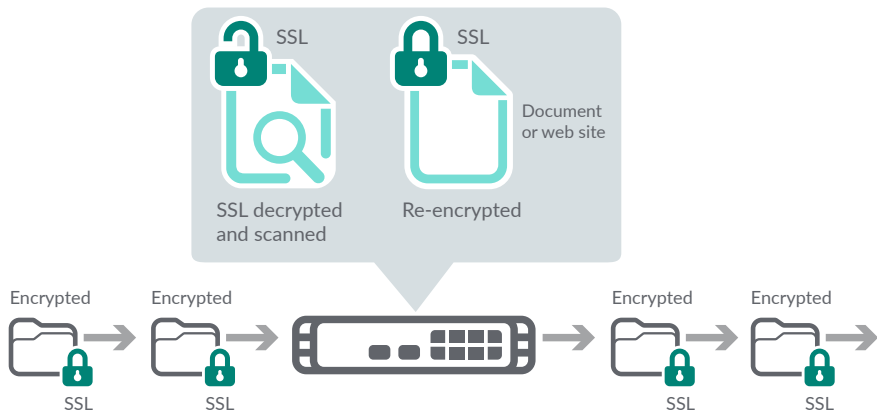 SSL
SSL
Document
or web site
SSL decrypted
and scanned
Re-encrypted
Encrypted
Encrypted
Encrypted
Encrypted
SSL
SSL
SSL
SSL